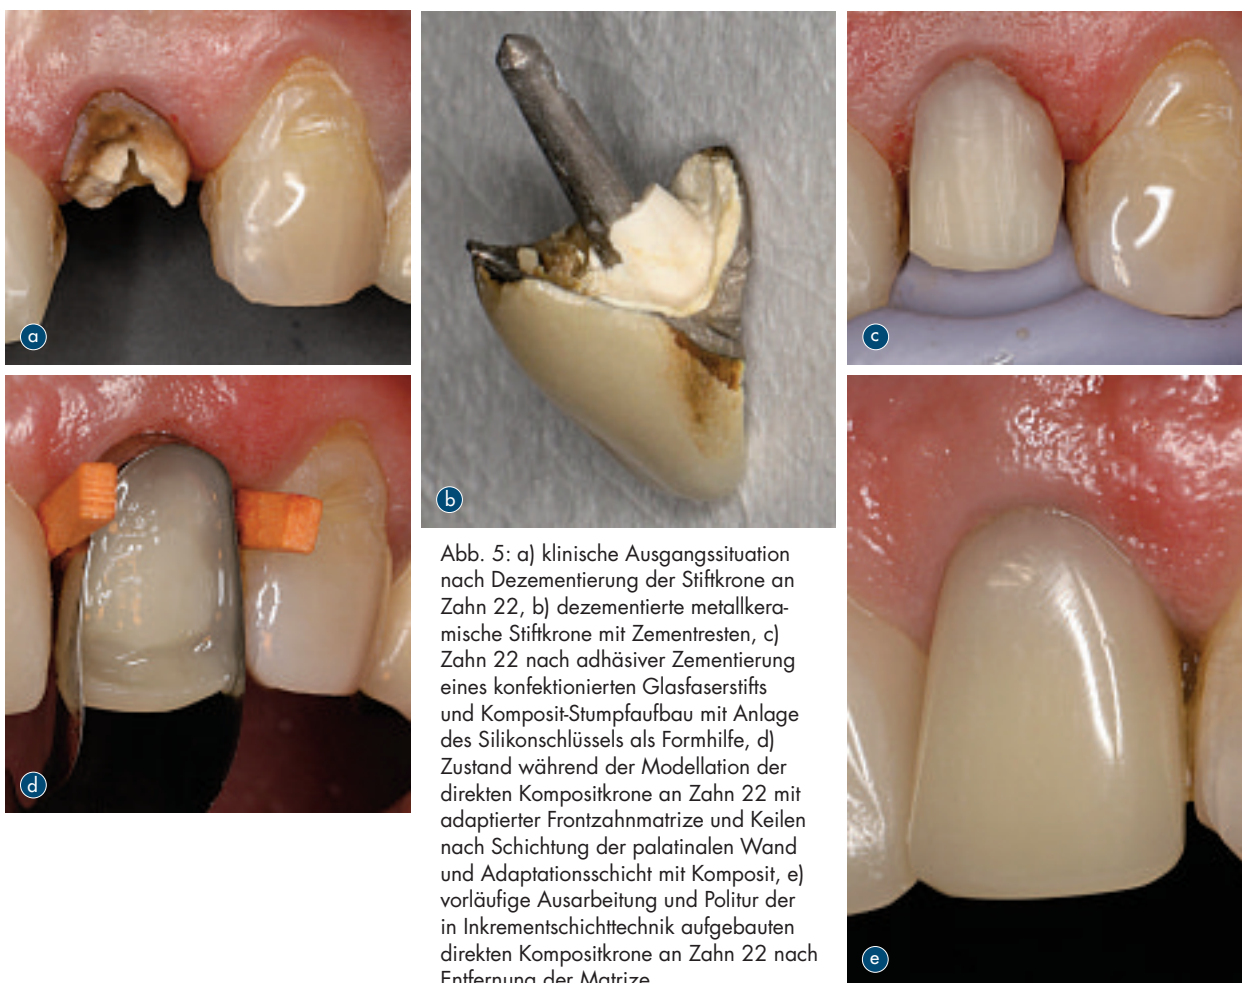 a
b
c
d
e
Abb. 5: a) klinische Ausgangssituation
nach Dezementierung der Stiftkrone an
Zahn 22, b) dezementierte metallkera-
mische Stiftkrone mit Zementresten, c)
Zahn 22 nach adhäsiver Zementierung
eines konfektionierten Glasfaserstifts
und Komposit-Stumpfaufbau mit Anlage
des Silikonschlüssels als Formhilfe, d)
Zustand während der Modellation der
direkten Kompositkrone an Zahn 22 mit
adaptierter Frontzahnmatrize und Keilen
nach Schichtung der palatinalen Wand
und Adaptationsschicht mit Komposit, e)
vorläufige Ausarbeitung und Politur der
in Inkrementschichttechnik aufgebauten
direkten Kompositkrone an Zahn 22 nach
Entfernung der Matrize